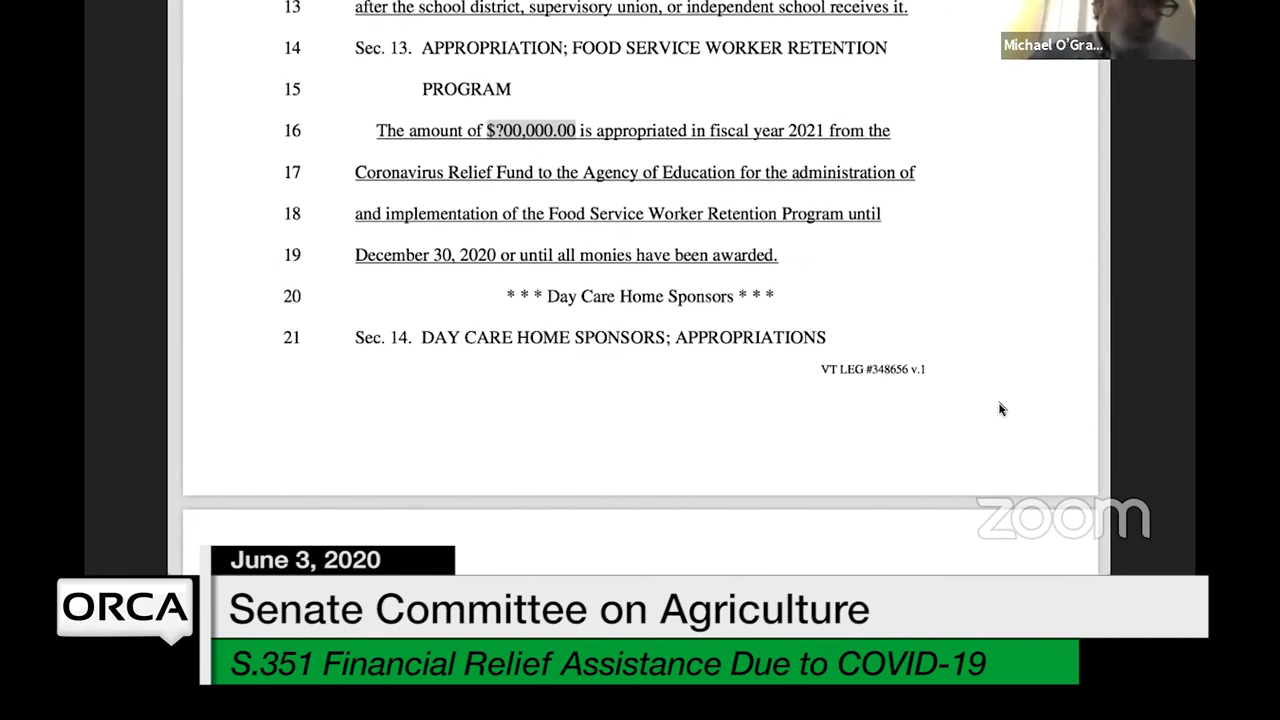 13 after the school district, supervisory union, or independent school receives it.
Michael O'Gra...
14 Sec. 13. APPROPRIATION; FOOD SERVICE WORKER RETENTION
15 PROGRAM
16 The amount of $?00,000.00 is appropriated in fiscal year 2021 from the
17 Coronavirus Relief Fund to the Agency of Education for the administration of
18 and implementation of the Food Service Worker Retention Program until
19 December 30, 2020 or until all monies have been awarded.
20 * * * Day Care Home Sponsors * * *
21 Sec. 14. DAY CARE HOME SPONSORS; APPROPRIATIONS
VT LEG #348656 v.1
zoom
June 3, 2020
ORCA
Senate Committee on Agriculture
S.351 Financial Relief Assistance Due to COVID-19